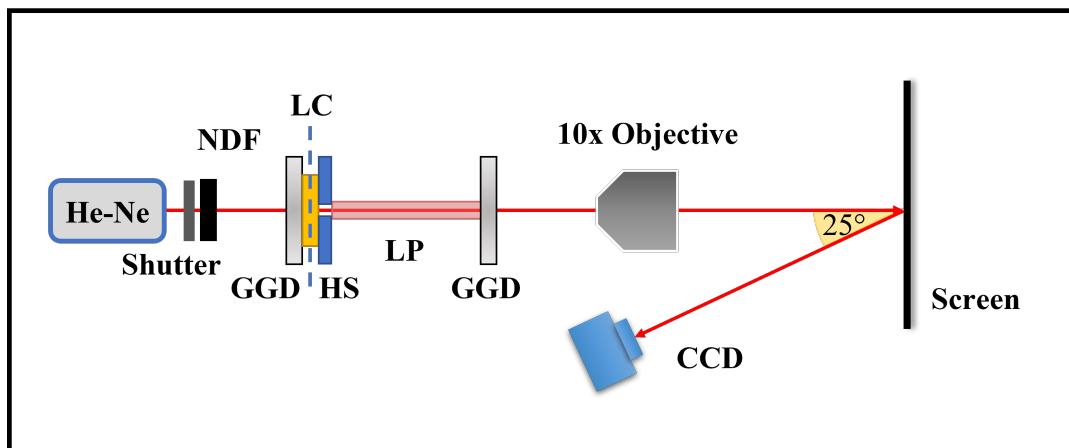 LC
NDF
10x Objective
He-Ne
25°
LP
Shutter
GGD
HS
GGD
Screen
CCD